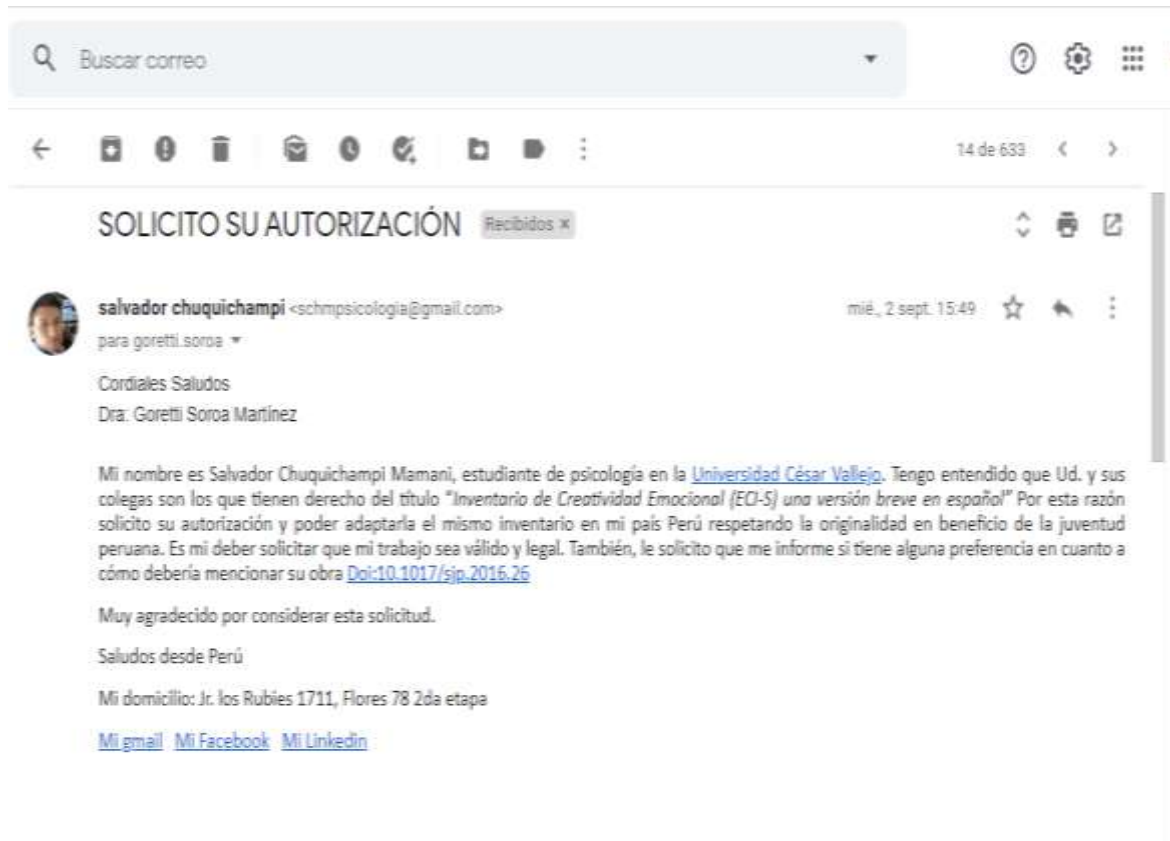 Buscar correo
14 de 633
SOLICITO SU AUTORIZACIÓN Recibidos x
salvador chuquichampi <schmpsicologia@gmail.com> mié., 2 sept. 15:49
para goretti.soroa
Cordiales Saludos
Dra: Goretti Soroa Martínez
Mi nombre es Salvador Chuquichampi Mamani, estudiante de psicología en la Universidad César Vallejo. Tengo entendido que Ud. y sus
colegas son los que tienen derecho del título "Inventario de Creatividad Emocional (ECI-S) una versión breve en español" Por esta razón
solicito su autorización y poder adaptarla el mismo inventario en mi país Perú respetando la originalidad en beneficio de la juventud
peruana. Es mi deber solicitar que mi trabajo sea válido y legal. También, le solicito que me informe si tiene alguna preferencia en cuanto a
cómo debería mencionar su obra Doi:10.1017/sjp.2016.26
Muy agradecido por considerar esta solicitud.
Saludos desde Perú
Mi domicilio: Jr. los Rubies 1711, Flores 78 2da etapa
Mi gmail Mi Facebook Mi Linkedin